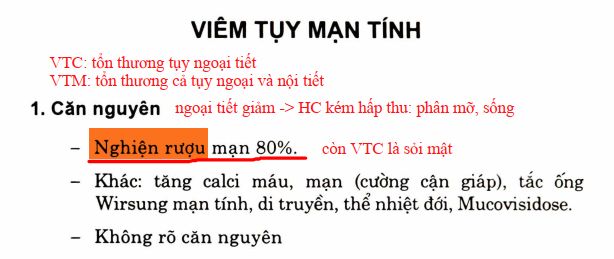 VIÊM TỤY MẠN TÍNH
VTC: tổn thương tụy ngoại tiết
VTM: tổn thương cả tụy ngoại và nội tiết
1. Căn nguyên ngoại tiết giảm -> HC kém hấp thu: phân mỡ, sống
– Nghiện rượu mạn 80%. còn VTC là sỏi mật
– Khác: tăng calci máu, mạn (cường cận giáp), tắc ống
Wirsung mạn tính, di truyền, thể nhiệt đới, Mucovisidose.
– Không rõ căn nguyên